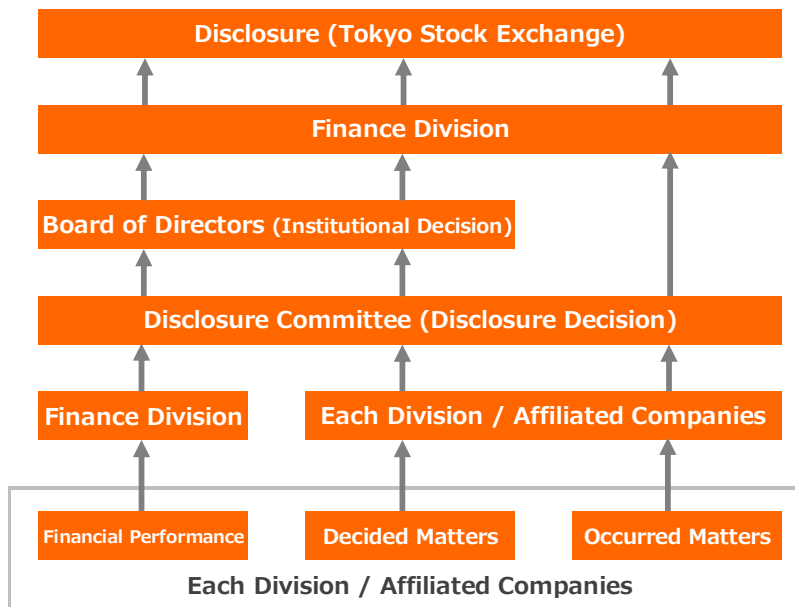 Disclosure (Tokyo Stock Exchange)
Finance Division
Board of Directors (Institutional Decision)
Disclosure Committee (Disclosure Decision)
Finance Division
Each Division / Affiliated Companies
Financial Performance
Decided Matters
Occurred Matters
Each Division / Affiliated Companies